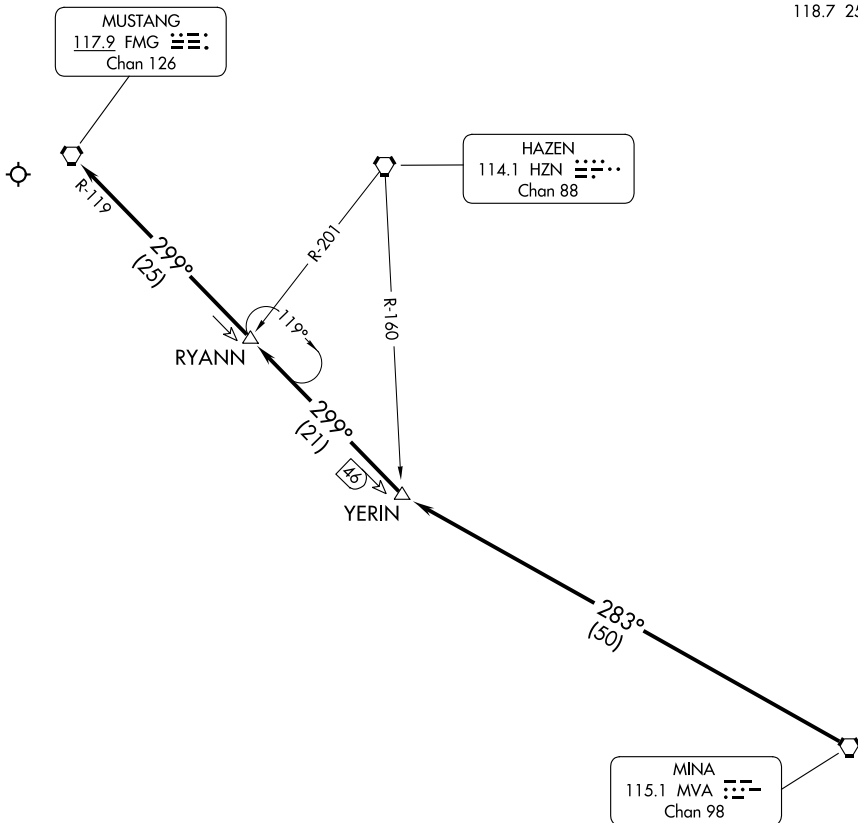 118.7 25
MUSTANG
117.9 FMG
Chan 126
HAZEN
114.1 HZN
Chan 88
R-119
299°
(25)
R-201
R-160
119°
RYANN
299°
(21)
46
YERIN
283°
(50)
MINA
115.1 MVA
Chan 98